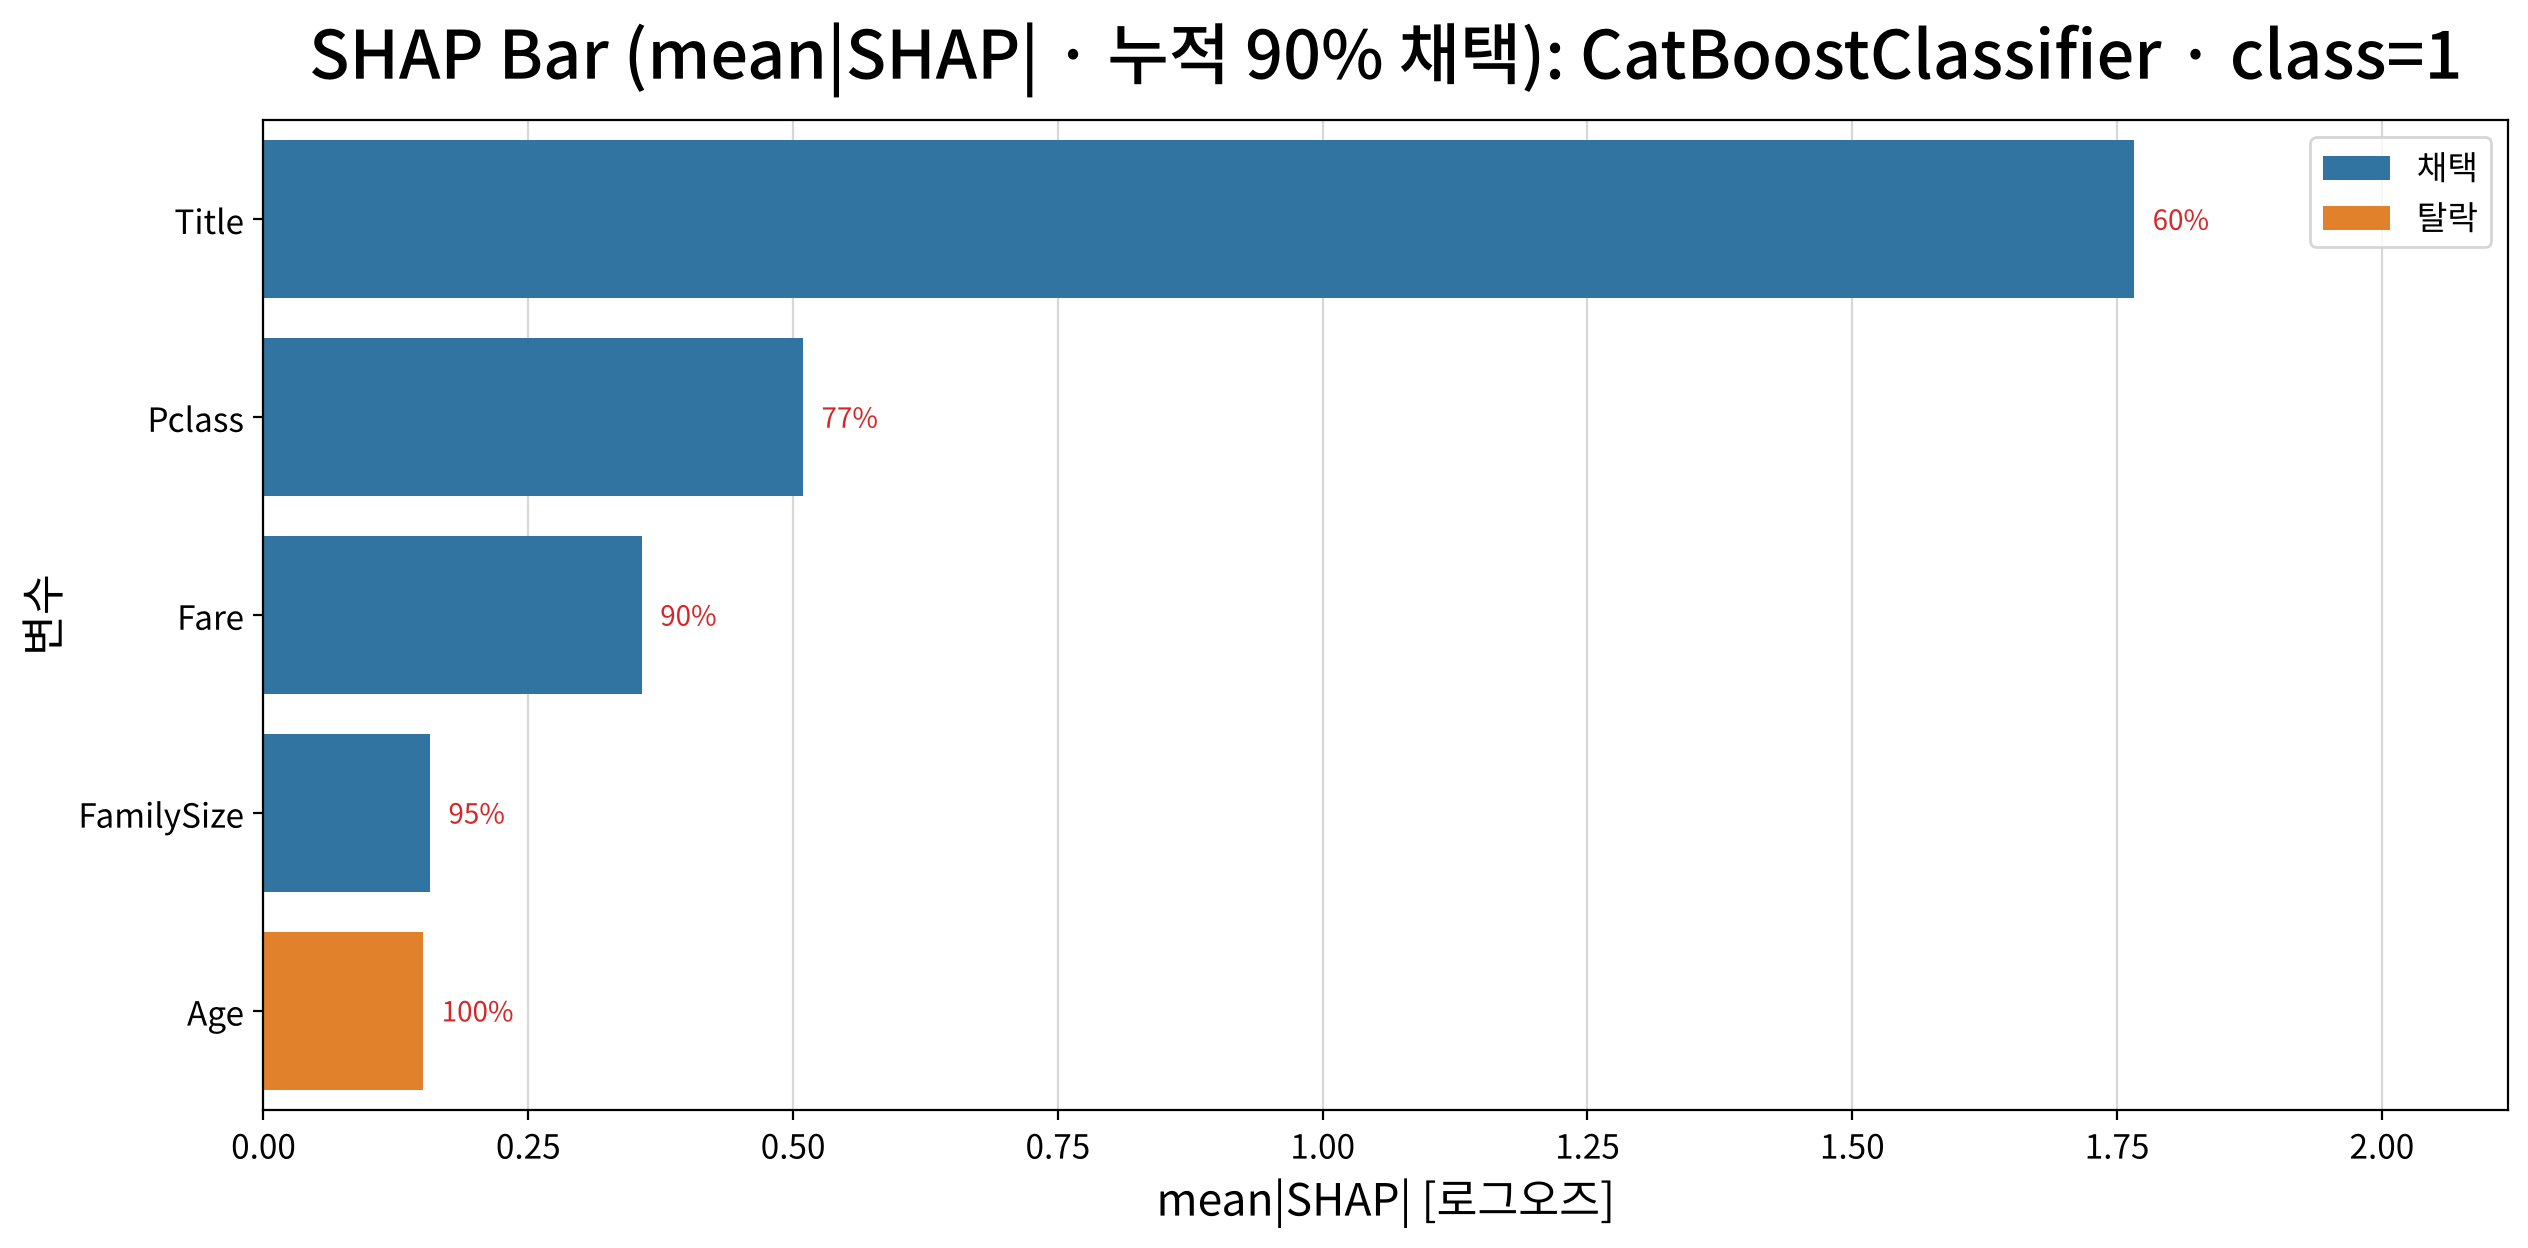 SHAP Bar (mean|SHAP| · 누적 90% 채택): CatBoostClassifier · class=1
채택
탈락
변수
Title
60%
Pclass
77%
Fare
90%
FamilySize
95%
Age
100%
0.00 0.25 0.50 0.75 1.00 1.25 1.50 1.75 2.00
mean|SHAP| [로그오즈]